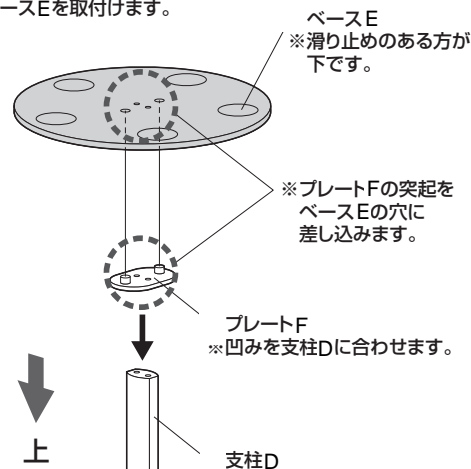 ースEを取付けます。
ベースE
※滑り止めのある方が
下です。
※プレートFの突起を
ベースEの穴に
差し込みます。
プレートF
※凹みを支柱Dに合わせます。
上
支柱D